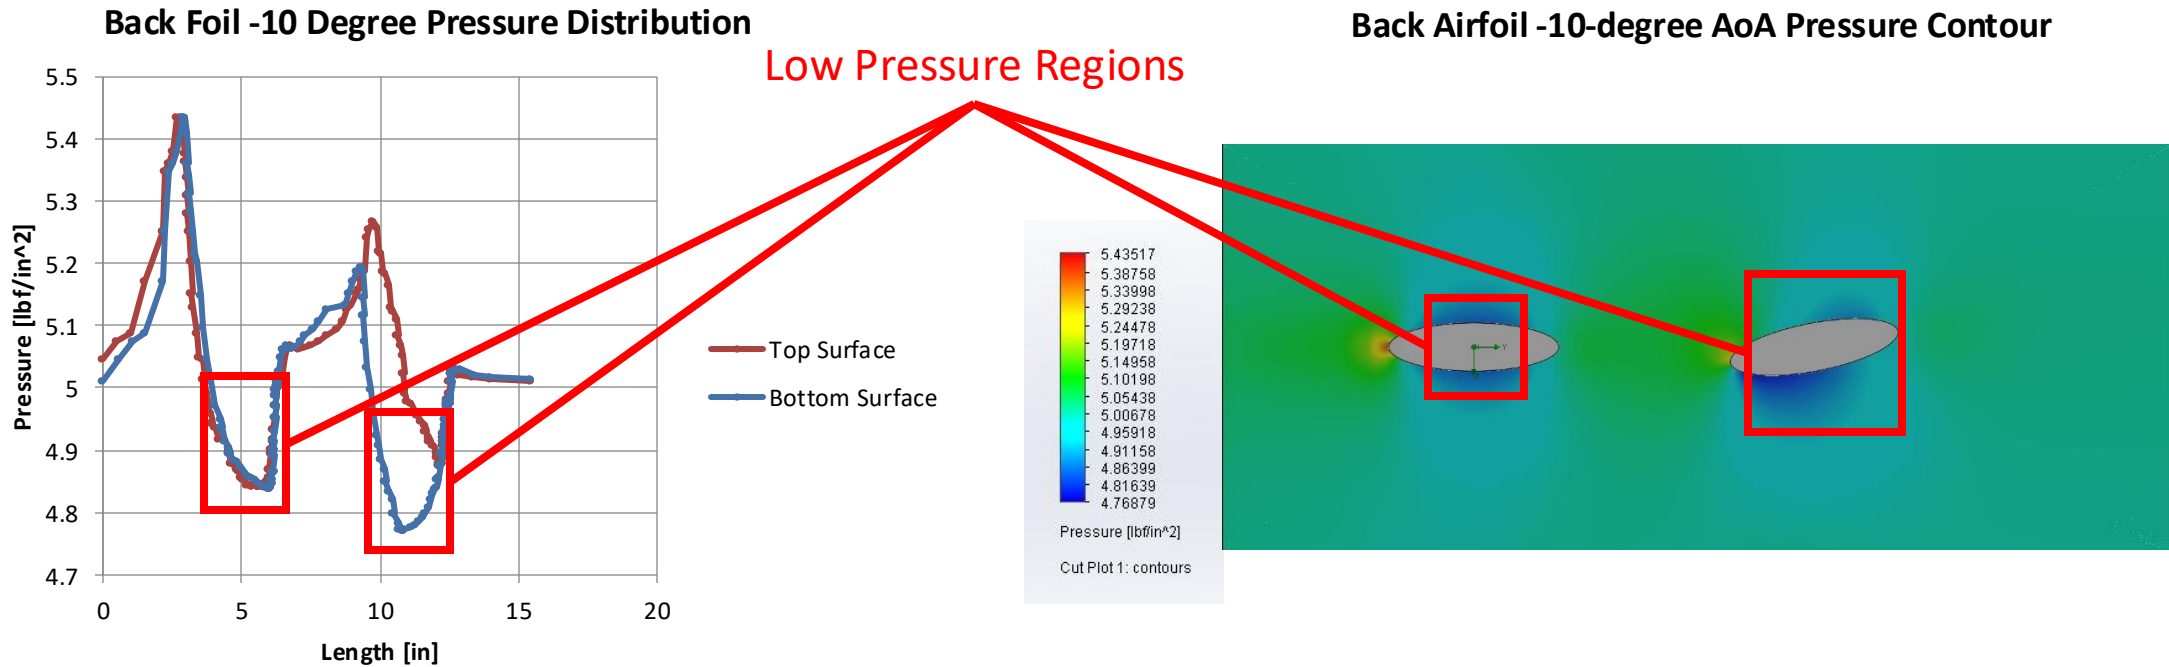 Back Foil -10 Degree Pressure Distribution
Back Airfoil -10-degree AoA Pressure Contour
Low Pressure Regions
5.5
5.4
5.3
5.2
5.1
5
4.9
4.8
4.7
0
5
10
15
20
Pressure [lbf/in^2]
Length [in]
Top Surface
Bottom Surface
5.43517
5.38758
5.33998
5.29238
5.24478
5.19718
5.14958
5.10198
5.05438
5.00678
4.95918
4.91158
4.86399
4.81639
4.76879
Pressure [lbf/in^2]
Cut Plot 1: contours
Y